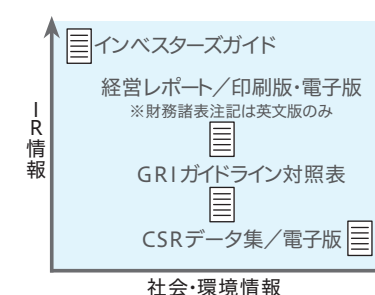 インベスターズガイド
経営レポート／印刷版・電子版
※財務諸表注記は英文版のみ
IR情報
GRIガイドライン対照表
CSRデータ集／電子版
社会・環境情報